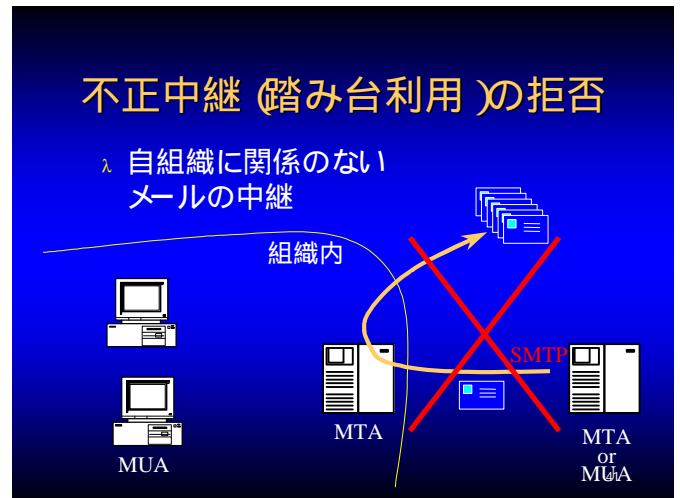 不正中継 (踏み台利用 )の拒否
λ 自組織に関係のない
メールの中継
組織内
SMTP
MTA
MUA
MTA
or
MUA
41